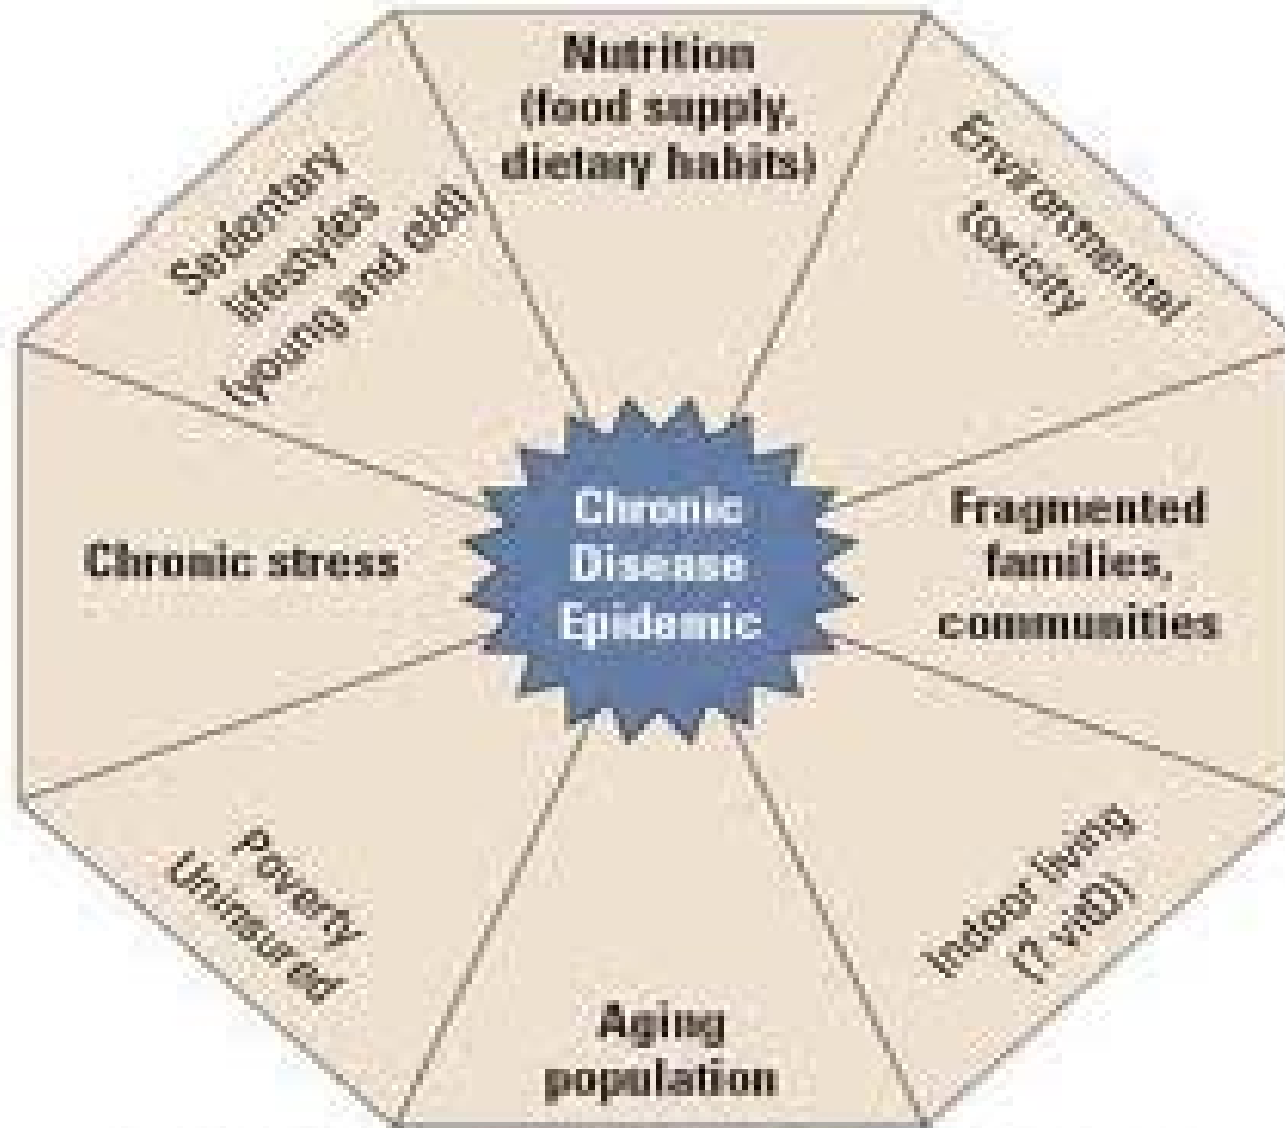 Nutrition
(food supply,
dietary habits)
Environmental
toxicity
Fragmented
families,
communities
Indoor living
(? vitD)
Aging
population
Poverty
Uninsured
Chronic stress
Sedentary
lifestyles
(young and old)
Chronic
Disease
Epidemic